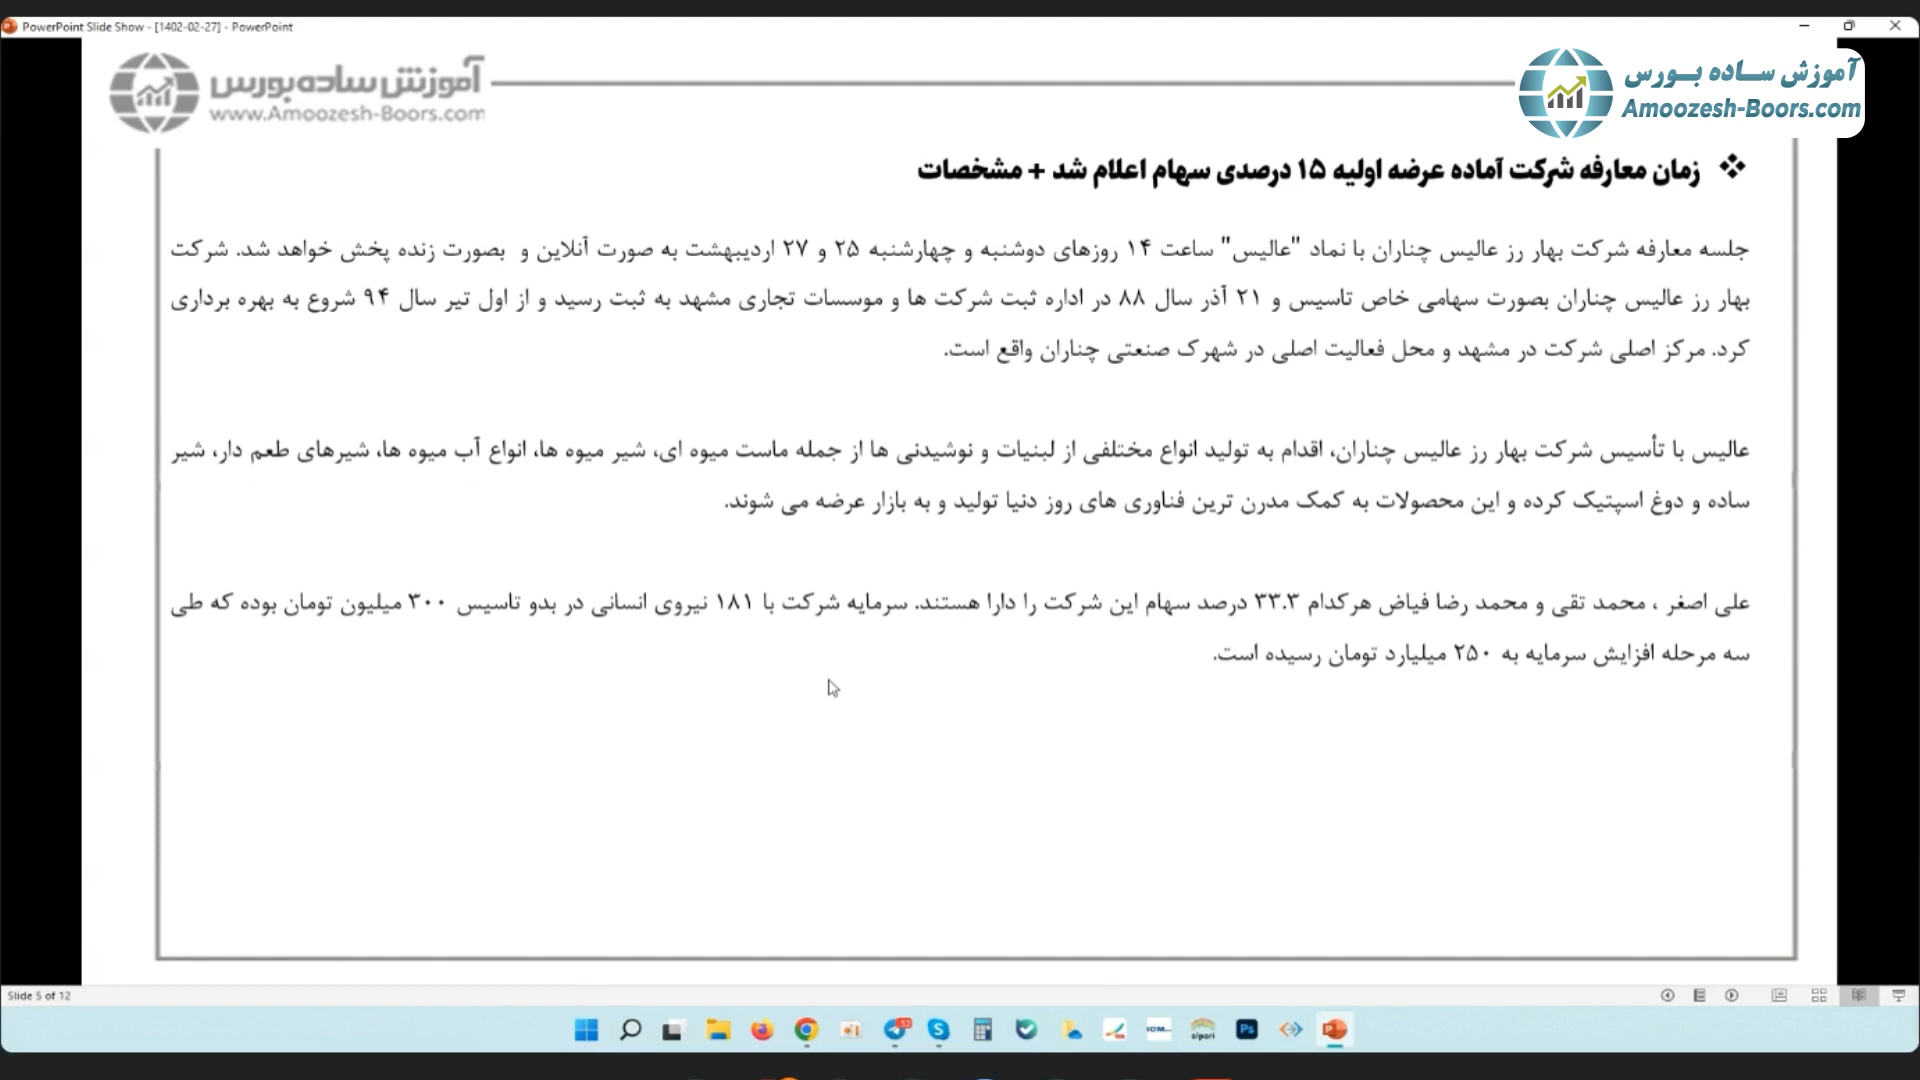 PowerPoint Slide Show - [1402-02-27] - PowerPoint
آموزش ساده بورس
www.Amoozesh-Boors.com
آموزش ســاده بــورس
Amoozesh-Boors.com
❖ زمان معارفه شرکت آماده عرضه اولیه ۱۵ درصدی سهام اعلام شد + مشخصات
جلسه معارفه شرکت بهار رز عالیس چناران با نماد "عالیس" ساعت ۱۴ روزهای دوشنبه و چهارشنبه ۲۵ و ۲۷ اردیبهشت به صورت آنلاین و بصورت زنده پخش خواهد شد. شرکت
بهار رز عالیس چناران بصورت سهامی خاص تاسیس و ۲۱ آذر سال ۸۸ در اداره ثبت شرکت ها و موسسات تجاری مشهد به ثبت رسید و از اول تیر سال ۹۴ شروع به بهره برداری
کرد. مرکز اصلی شرکت در مشهد و محل فعالیت اصلی در شهرک صنعتی چناران واقع است.
عالیس با تأسیس شرکت بهار رز عالیس چناران، اقدام به تولید انواع مختلفی از لبنیات و نوشیدنی ها از جمله ماست میوه ای، شیر میوه ها، انواع آب میوه ها، شیرهای طعم دار، شیر
ساده و دوغ اسپتیک کرده و این محصولات به کمک مدرن ترین فناوری های روز دنیا تولید و به بازار عرضه می شوند.
علی اصغر ، محمد تقی و محمد رضا فیاض هرکدام ۳۳.۳ درصد سهام این شرکت را دارا هستند. سرمایه شرکت با ۱۸۱ نیروی انسانی در بدو تاسیس ۳۰۰ میلیون تومان بوده که طی
سه مرحله افزایش سرمایه به ۲۵۰ میلیارد تومان رسیده است.
Slide 5 of 12